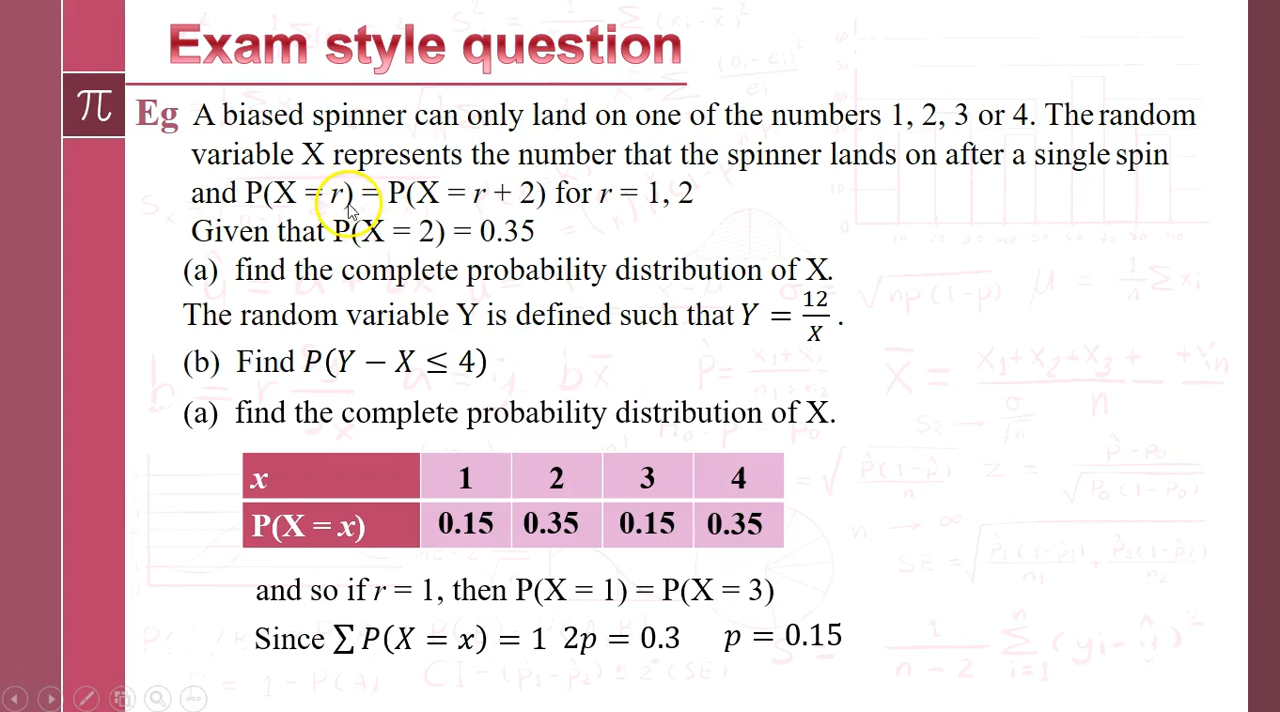 Exam style question
π
Eg A biased spinner can only land on one of the numbers 1, 2, 3 or 4. The random
variable X represents the number that the spinner lands on after a single spin
and P(X = r) = P(X = r + 2) for r = 1, 2
Given that P(X = 2) = 0.35
(a) find the complete probability distribution of X.
The random variable Y is defined such that Y = 12/X .
(b) Find P(Y − X ≤ 4)
(a) find the complete probability distribution of X.
x 1 2 3 4
P(X = x) 0.15 0.35 0.15 0.35
and so if r = 1, then P(X = 1) = P(X = 3)
Since ∑ P(X = x) = 1 2p = 0.3 p = 0.15